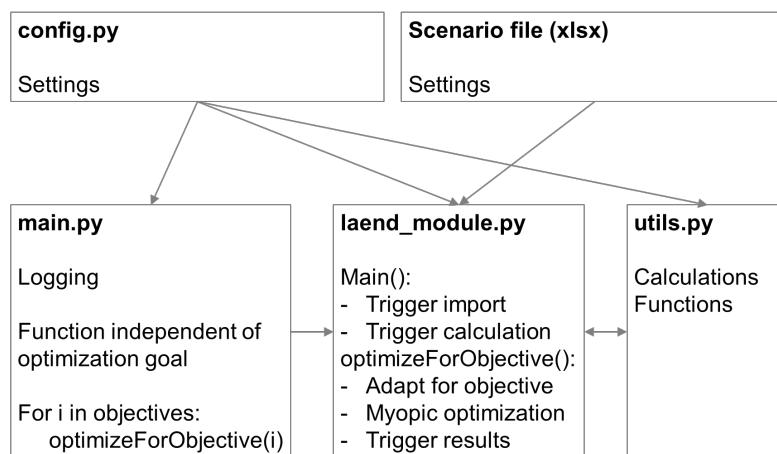 config.py
Settings
Scenario file (xlsx)
Settings
main.py
Logging
Function independent of
optimization goal
For i in objectives:
optimizeForObjective(i)
laend_module.py
Main():
- Trigger import
- Trigger calculation
optimizeForObjective():
- Adapt for objective
- Myopic optimization
- Trigger results
utils.py
Calculations
Functions